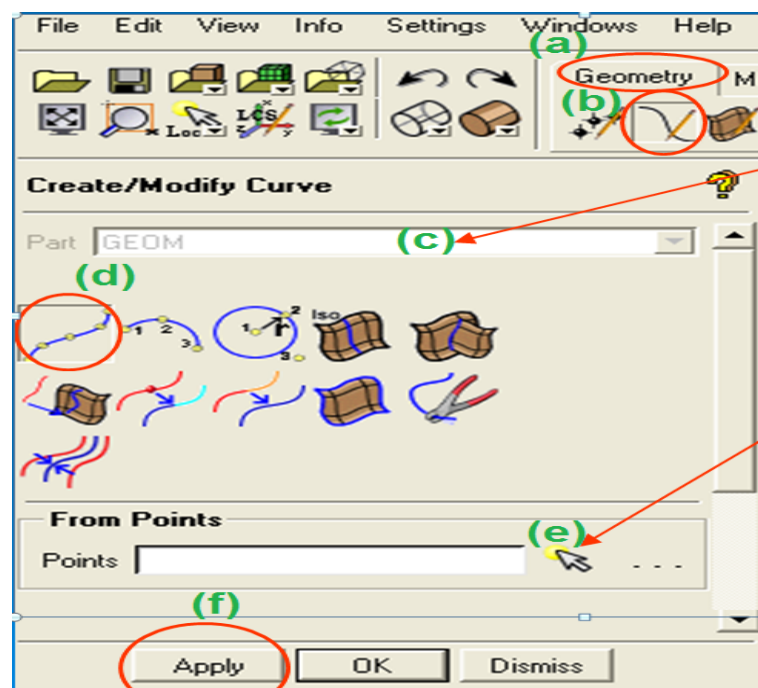 File Edit View Info Settings Windows Help
(a)
Geometry M
(b)
Loc LCS
x z y
Create/Modify Curve ?
Part GEOM (c)
(d)
1 2 3 1 r 2 3 Iso
From Points
(e)
Points
(f)
Apply OK Dismiss